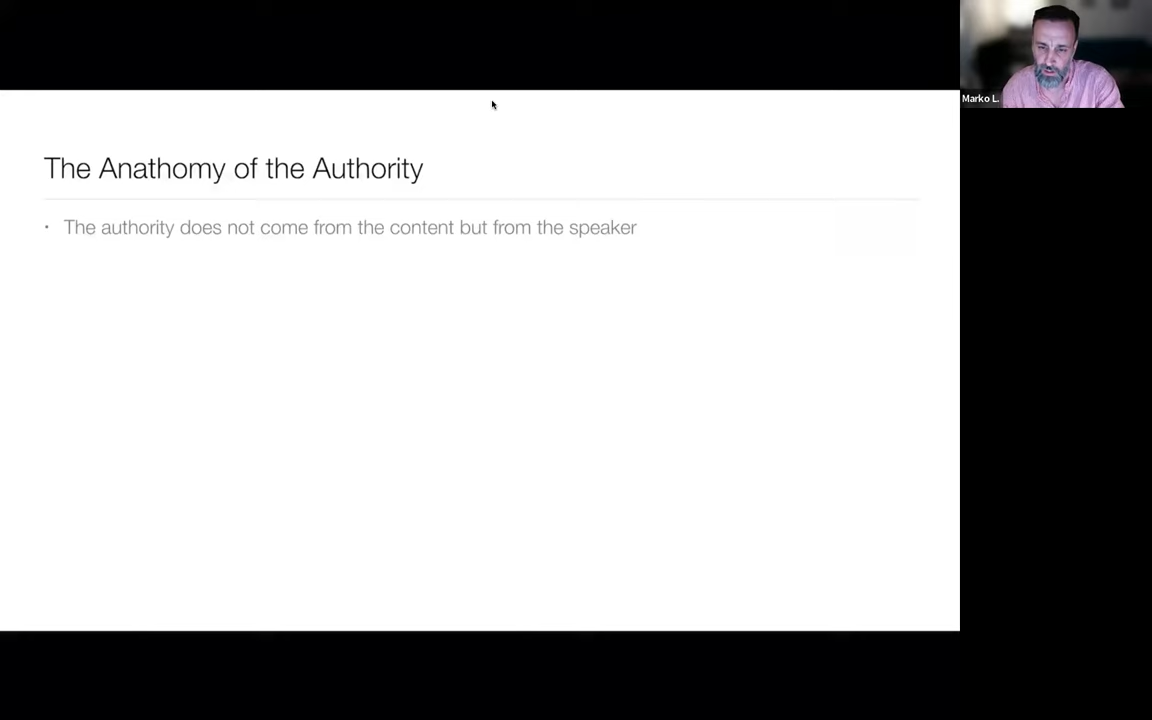 The Anathomy of the Authority
• The authority does not come from the content but from the speaker
Marko L.